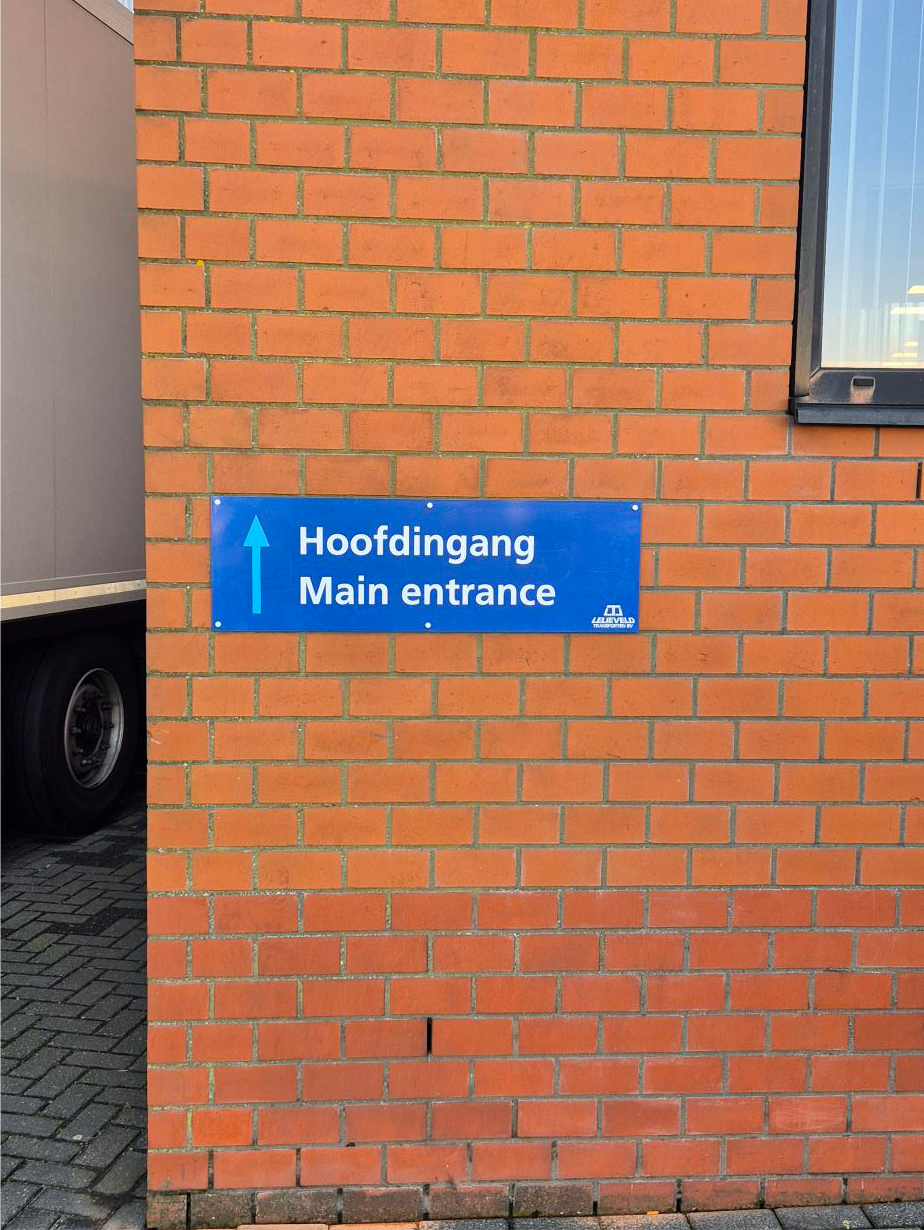 Hoofdingang
Main entrance
LELIEVELD
TRANSPORTEN BV